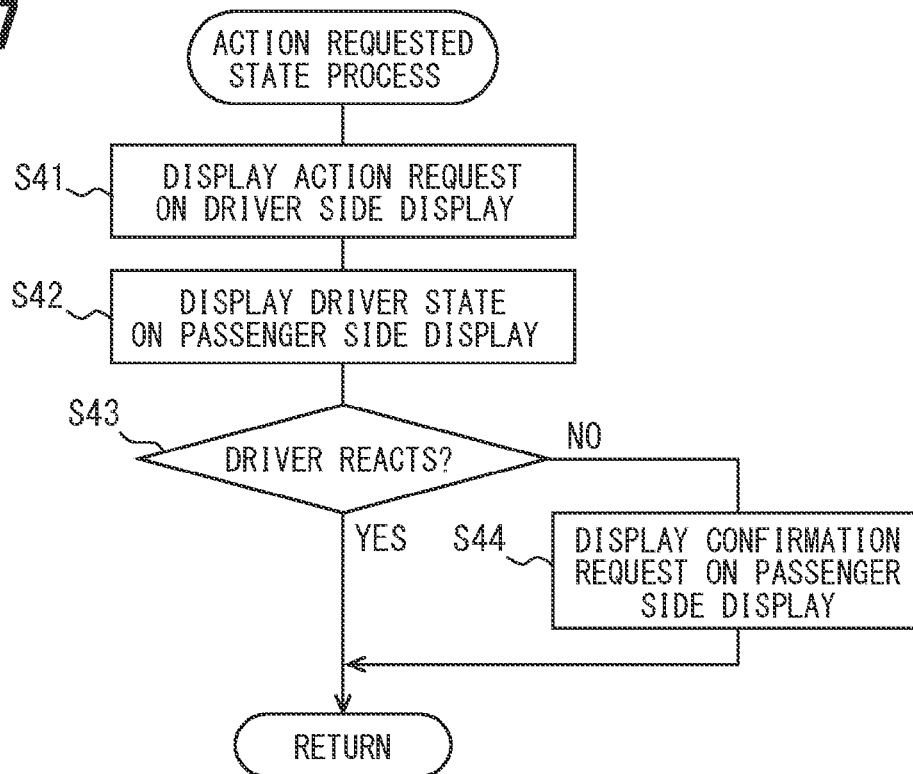 7
ACTION REQUESTED
STATE PROCESS
S41
DISPLAY ACTION REQUEST
ON DRIVER SIDE DISPLAY
S42
DISPLAY DRIVER STATE
ON PASSENGER SIDE DISPLAY
S43
DRIVER REACTS?
NO
YES
S44
DISPLAY CONFIRMATION
REQUEST ON PASSENGER
SIDE DISPLAY
RETURN